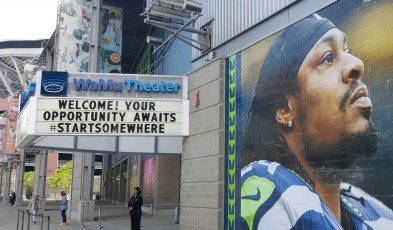 WaMu Theater
WELCOME! YOUR
OPPORTUNITY AWAITS
#STARTSOMEWHERE